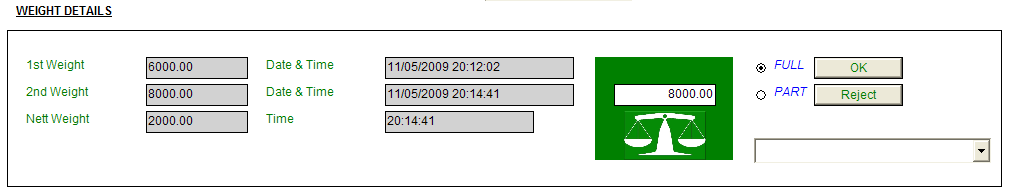 WEIGHT DETAILS
1st Weight 6000.00 Date & Time 11/05/2009 20:12:02 FULL OK
2nd Weight 8000.00 Date & Time 11/05/2009 20:14:41 8000.00 PART Reject
Nett Weight 2000.00 Time 20:14:41